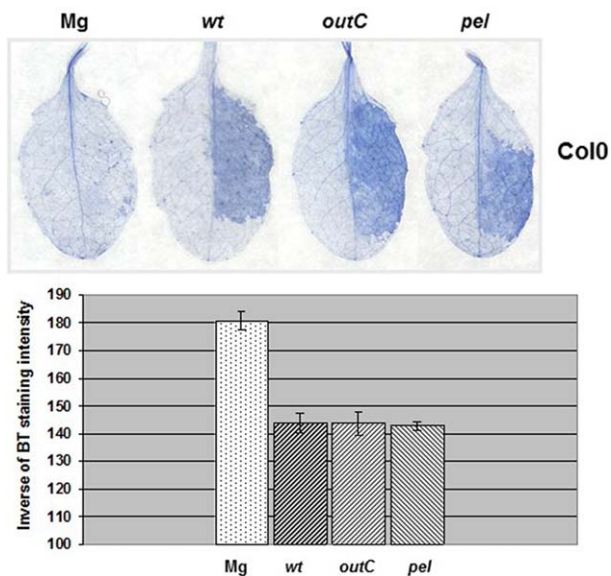 Mg wt outC pel
Col0
Inverse of BT staining intensity
190
180
170
160
150
140
130
120
110
100
Mg wt outC pel